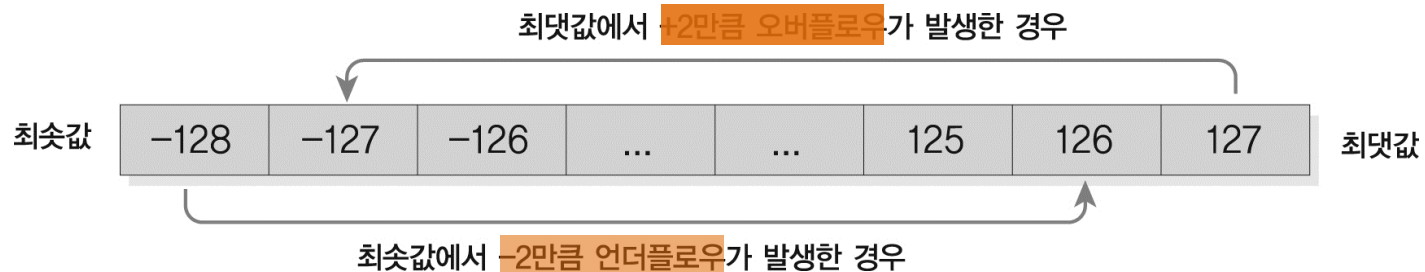 최댓값에서 +2만큼 오버플로우가 발생한 경우
최솟값 –128 –127 –126 ... ... 125 126 127 최댓값
최솟값에서 –2만큼 언더플로우가 발생한 경우